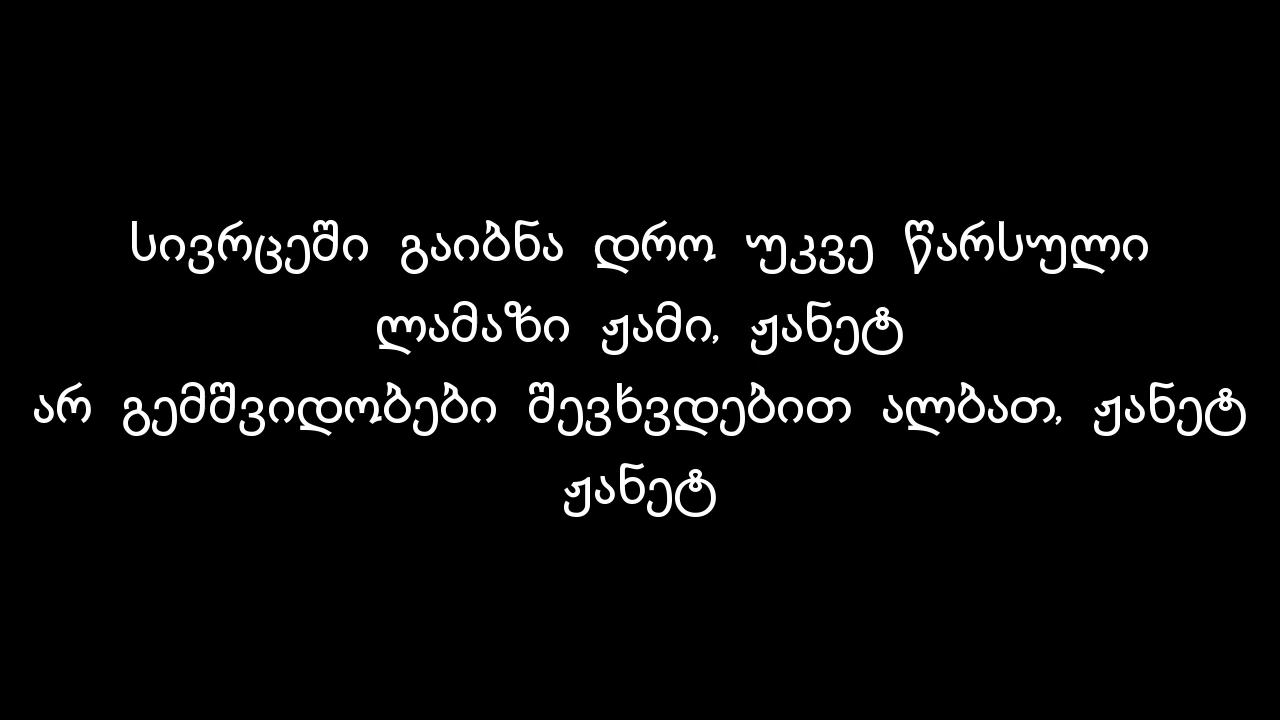 სივრცეში გაიბნა დრო უკვე წარსული
ლამაზი ჟამი, ჟანეტ
არ გემშვიდობები შევხვდებით ალბათ, ჟანეტ
ჟანეტ